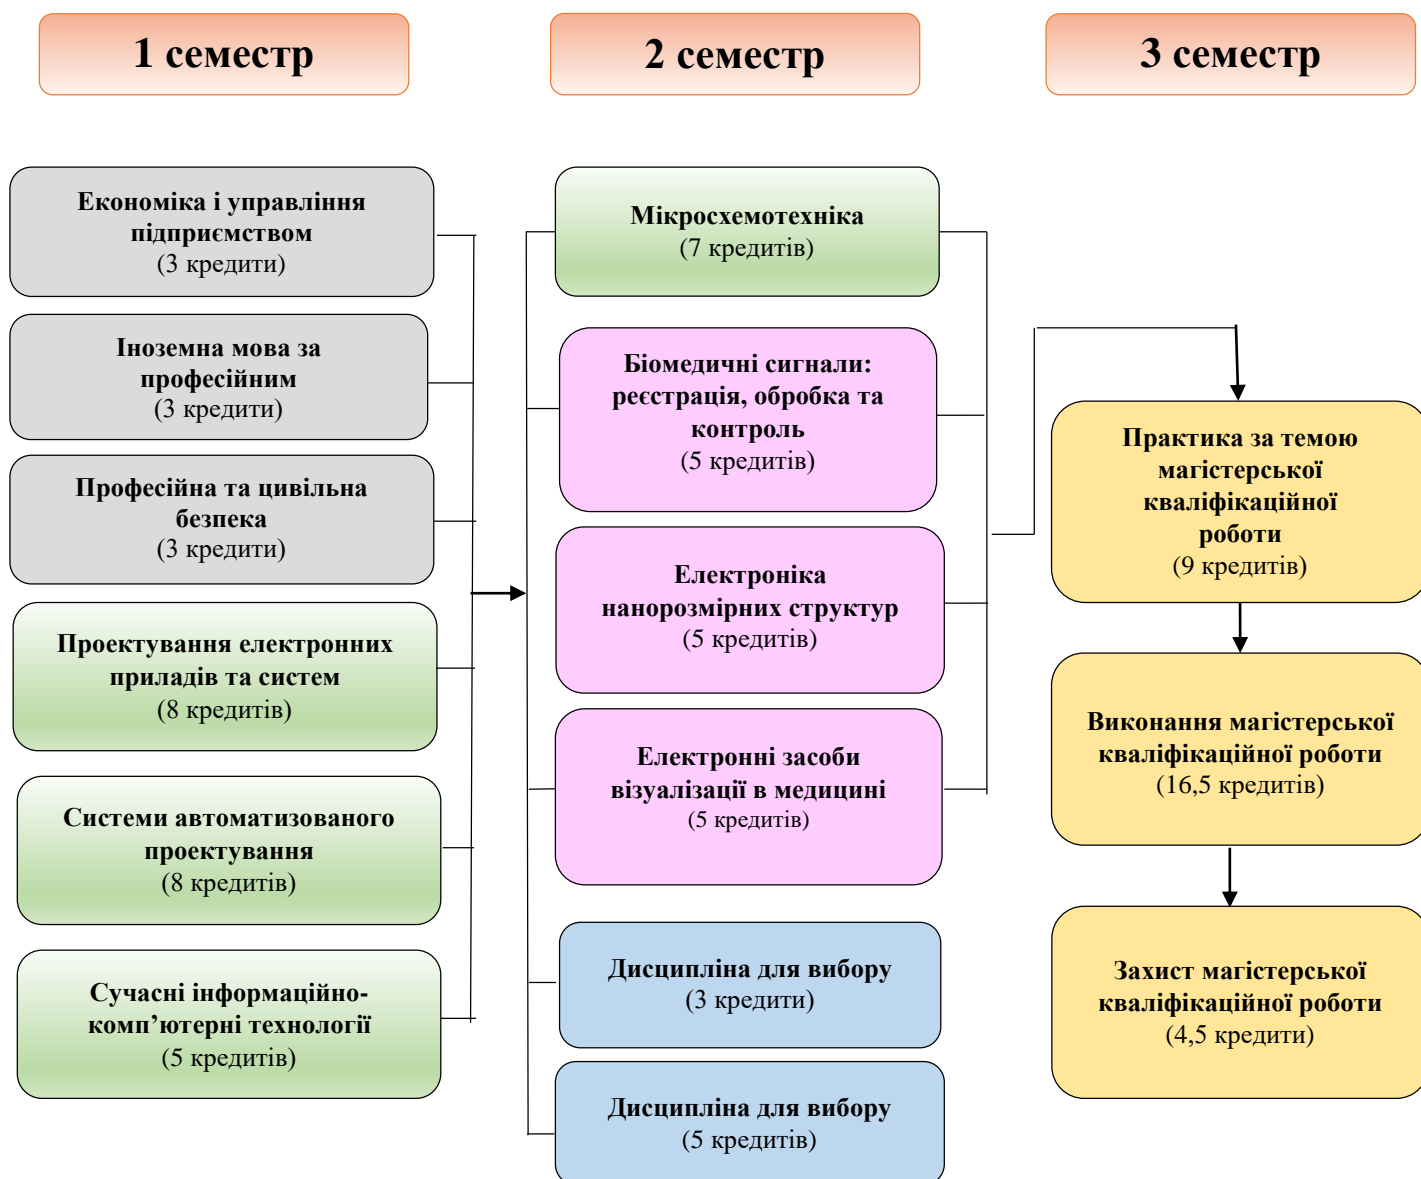 1 семестр
2 семестр
3 семестр
Економіка і управління
підприємством
(3 кредити)
Іноземна мова за
професійним
(3 кредити)
Професійна та цивільна
безпека
(3 кредити)
Проектування електронних
приладів та систем
(8 кредитів)
Системи автоматизованого
проектування
(8 кредитів)
Сучасні інформаційно-
комп’ютерні технології
(5 кредитів)
Мікросхемотехніка
(7 кредитів)
Біомедичні сигнали:
реєстрація, обробка та
контроль
(5 кредитів)
Електроніка
нанорозмірних структур
(5 кредитів)
Електронні засоби
візуалізації в медицині
(5 кредитів)
Дисципліна для вибору
(3 кредити)
Дисципліна для вибору
(5 кредитів)
Практика за темою
магістерської
кваліфікаційної
роботи
(9 кредитів)
Виконання магістерської
кваліфікаційної роботи
(16,5 кредитів)
Захист магістерської
кваліфікаційної роботи
(4,5 кредити)